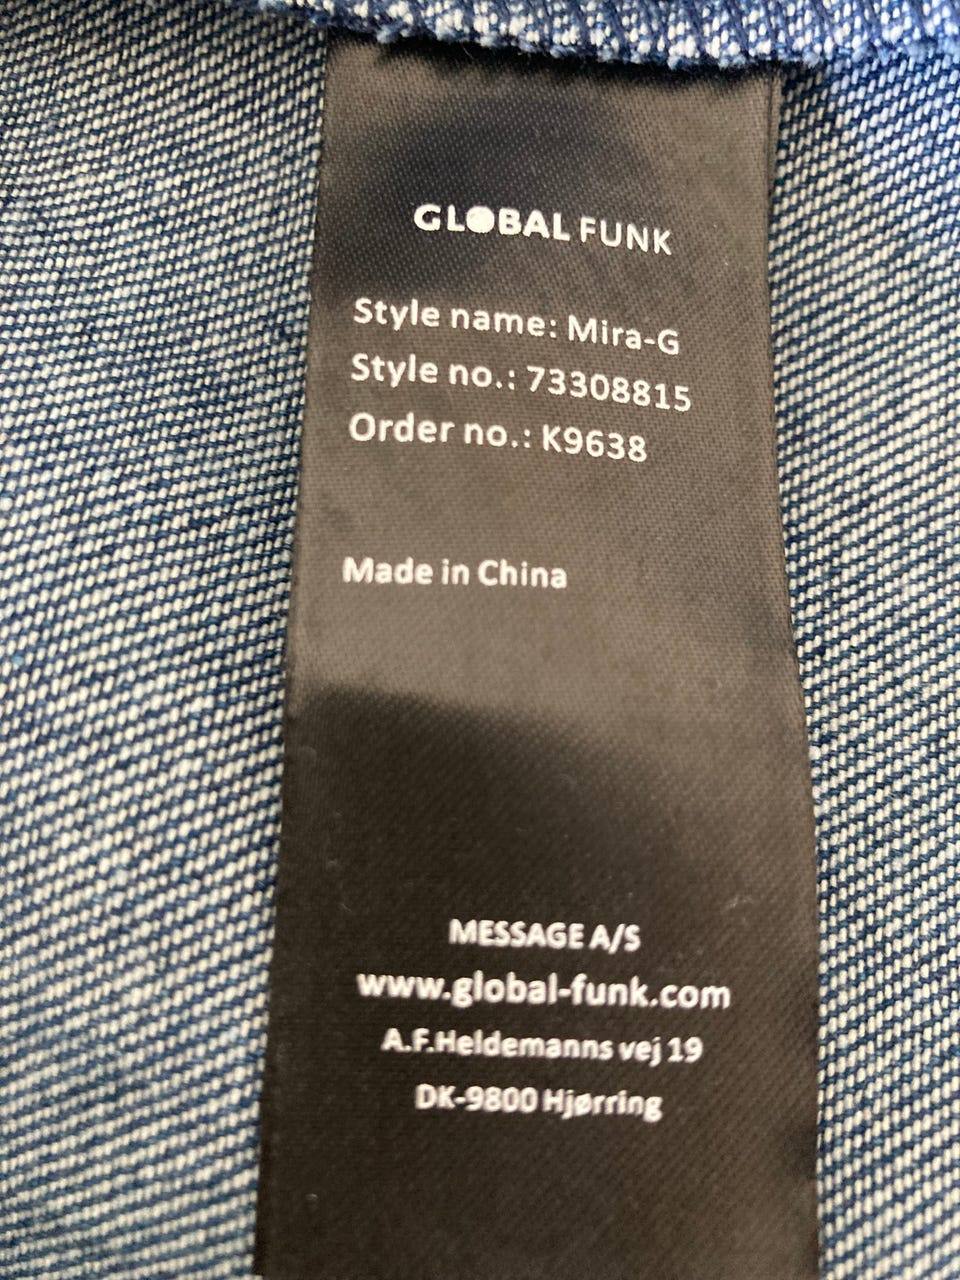 GLOBAL FUNK
Style name: Mira-G
Style no.: 73308815
Order no.: K9638
Made in China
MESSAGE A/S
www.global-funk.com
A.F.Heldemanns vej 19
DK-9800 Hjørring